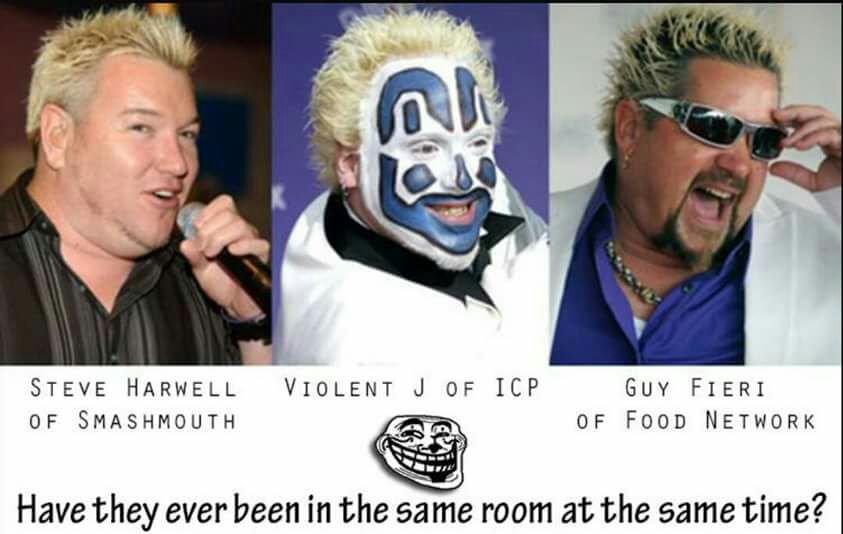 STEVE HARWELL
OF SMASHMOUTH
VIOLENT J OF ICP
GUY FIERI
OF FOOD NETWORK
Have they ever been in the same room at the same time?